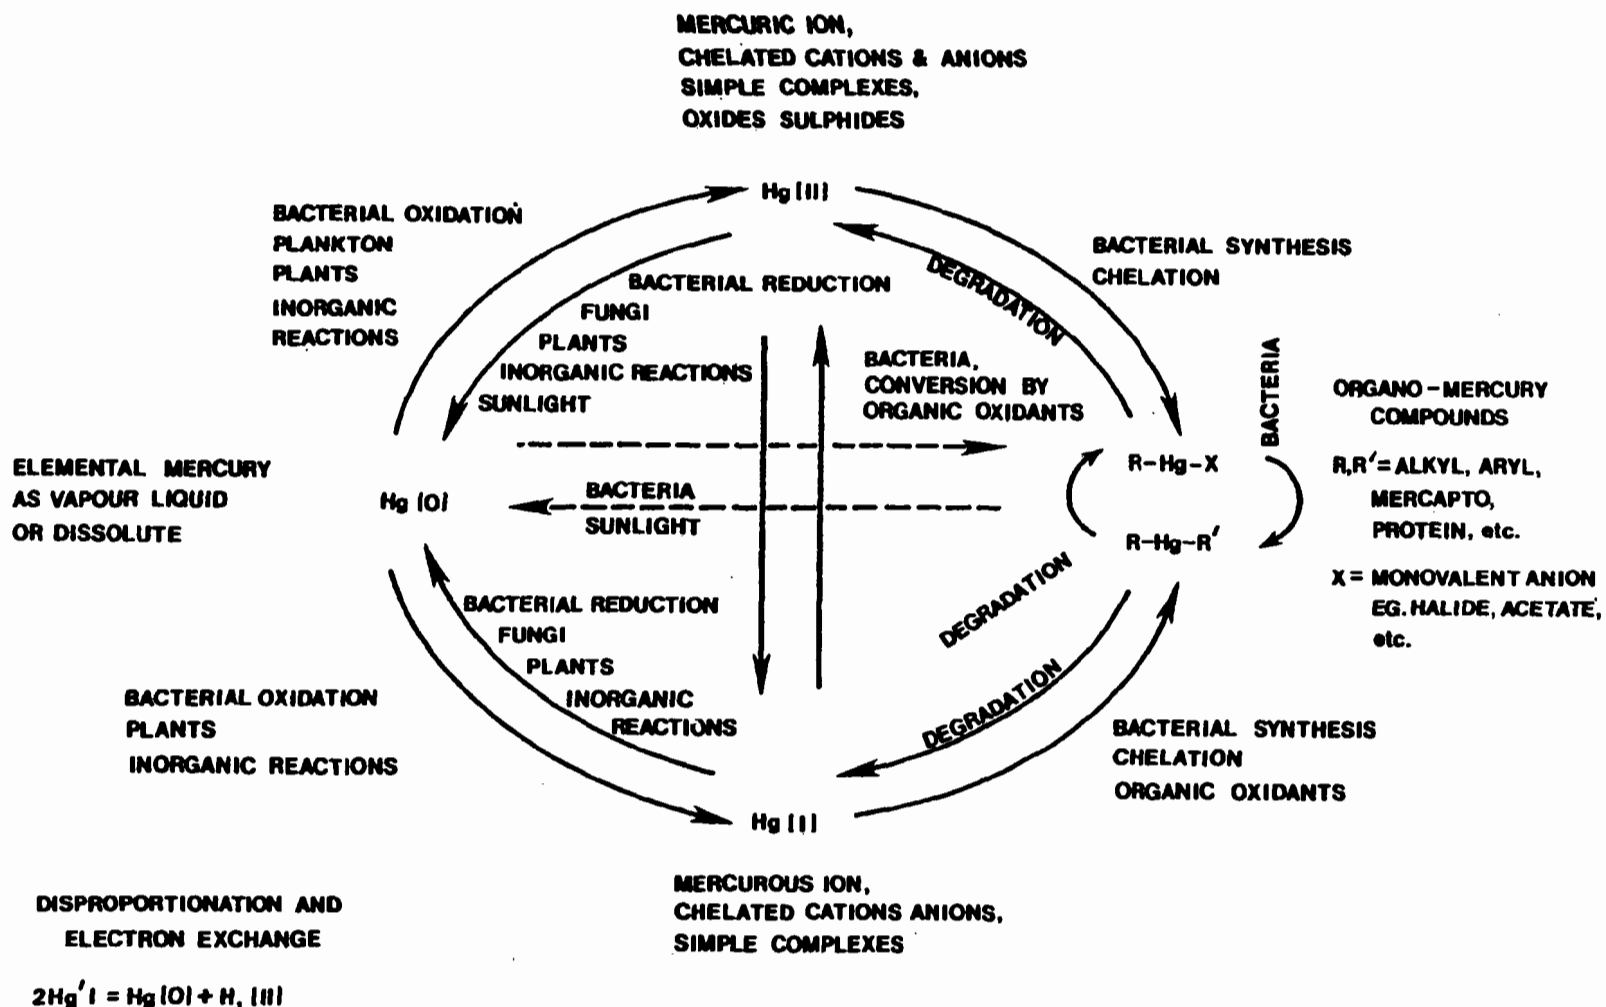 MERCURIC ION,
CHELATED CATIONS & ANIONS
SIMPLE COMPLEXES,
OXIDES SULPHIDES
Hg [II]
BACTERIAL OXIDATION
PLANKTON
PLANTS
INORGANIC
REACTIONS
BACTERIAL REDUCTION
FUNGI
PLANTS
INORGANIC REACTIONS
SUNLIGHT
DEGRADATION
BACTERIAL SYNTHESIS
CHELATION
BACTERIA,
CONVERSION BY
ORGANIC OXIDANTS
BACTERIA
ORGANO-MERCURY
COMPOUNDS
R,R′= ALKYL, ARYL,
MERCAPTO,
PROTEIN, etc.
X = MONOVALENT ANION
EG. HALIDE, ACETATE,
etc.
R-Hg-X
R-Hg-R′
ELEMENTAL MERCURY
AS VAPOUR LIQUID
OR DISSOLUTE
Hg [O]
BACTERIA
SUNLIGHT
BACTERIAL REDUCTION
FUNGI
PLANTS
INORGANIC
REACTIONS
DEGRADATION
DEGRADATION
BACTERIAL OXIDATION
PLANTS
INORGANIC REACTIONS
BACTERIAL SYNTHESIS
CHELATION
ORGANIC OXIDANTS
Hg [I]
MERCUROUS ION,
CHELATED CATIONS ANIONS,
SIMPLE COMPLEXES
DISPROPORTIONATION AND
ELECTRON EXCHANGE
2Hg′I = Hg [O] + H, [II]